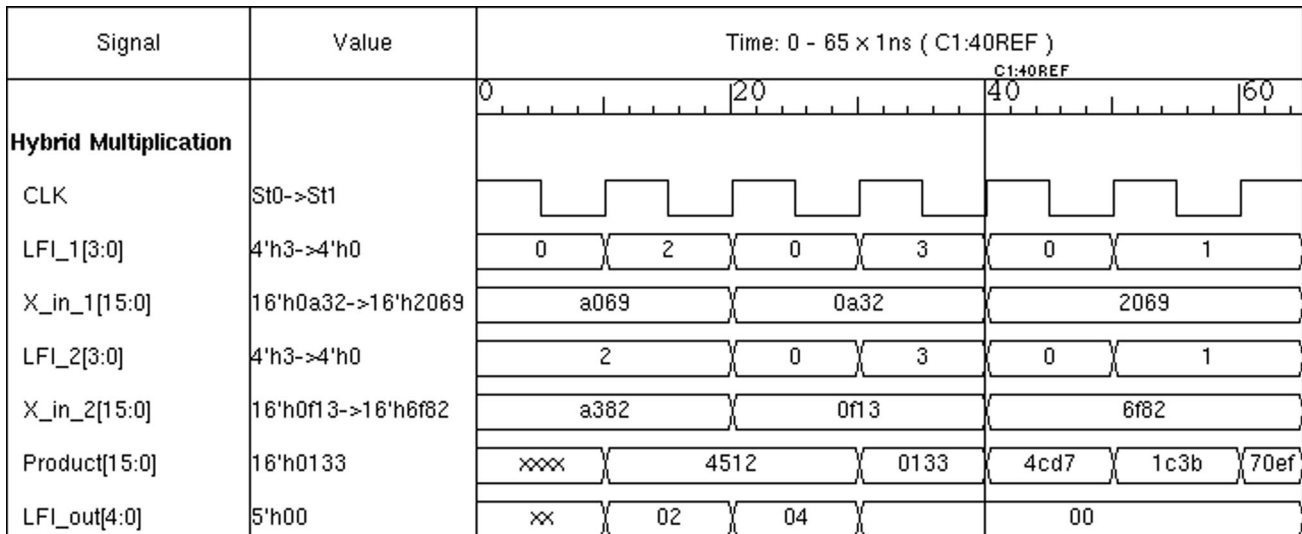 Signal Value Time: 0 - 65 x 1ns ( C1:40REF )
C1:40REF
0 20 40 60
Hybrid Multiplication
CLK St0->St1
LFI_1[3:0] 4'h3->4'h0 0 2 0 3 0 1
X_in_1[15:0] 16'h0a32->16'h2069 a069 0a32 2069
LFI_2[3:0] 4'h3->4'h0 2 0 3 0 1
X_in_2[15:0] 16'h0f13->16'h6f82 a382 0f13 6f82
Product[15:0] 16'h0133 xxxx 4512 0133 4cd7 1c3b 70ef
LFI_out[4:0] 5'h00 xx 02 04 00